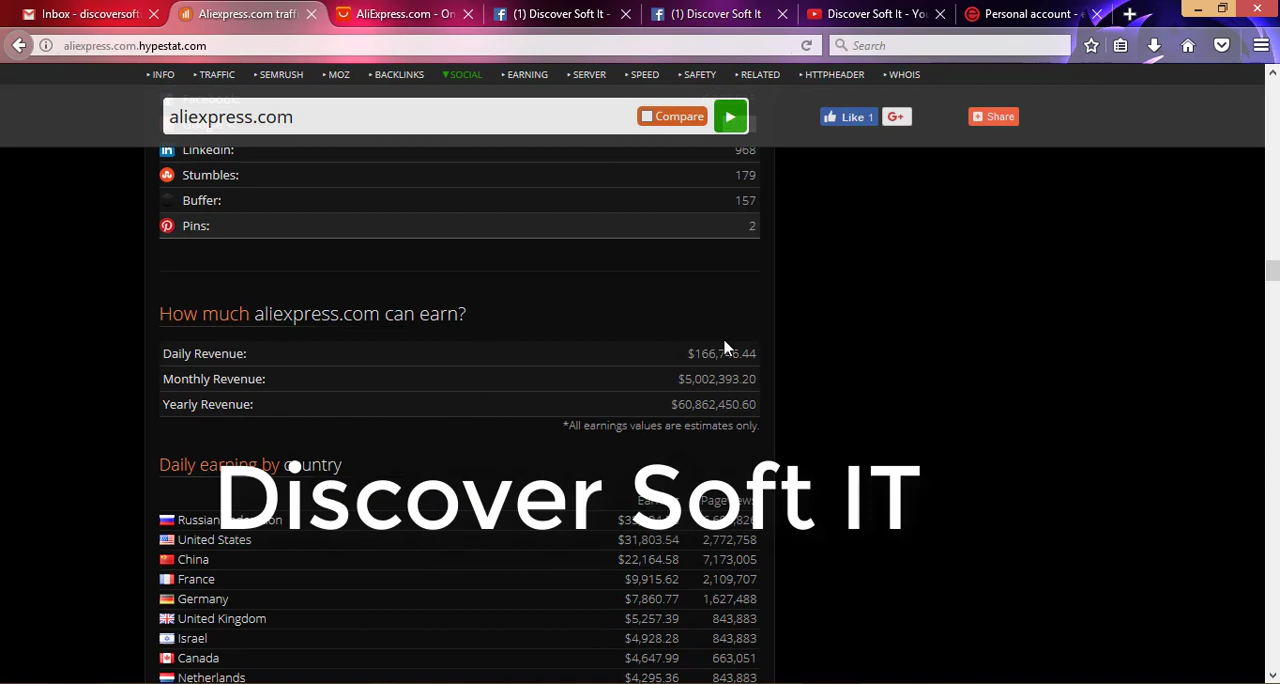 Inbox - discoversoft
Aliexpress.com traff
AliExpress.com - On
(1) Discover Soft It -
(1) Discover Soft It
Discover Soft It - Yo
Personal account - e
aliexpress.com.hypestat.com
Search
INFO TRAFFIC SEMRUSH MOZ BACKLINKS SOCIAL EARNING SERVER SPEED SAFETY RELATED HTTPHEADER WHOIS
aliexpress.com
Compare
Like 1
G+
Share
Linkedin: 968
Stumbles: 179
Buffer: 157
Pins: 2
How much aliexpress.com can earn?
Daily Revenue:
Monthly Revenue: $5,002,393.20
Yearly Revenue: $60,862,450.60
*All earnings values are estimates only.
Daily earning by country
Discover Soft IT
Russian
United States $31,803.54 2,772,758
China $22,164.58 7,173,005
France $9,915.62 2,109,707
Germany $7,860.77 1,627,488
United Kingdom $5,257.39 843,883
Israel $4,928.28 843,883
Canada $4,647.99 663,051
Netherlands $4,295.36 843,883